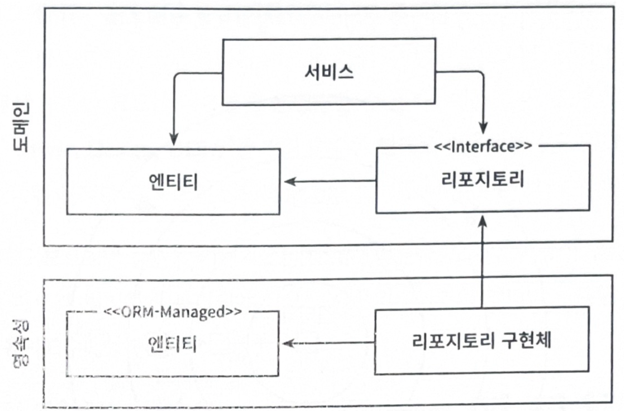 도메인
서비스
엔티티
<<Interface>>
리포지토리
영속성
<<ORM-Managed>>
엔티티
리포지토리 구현체